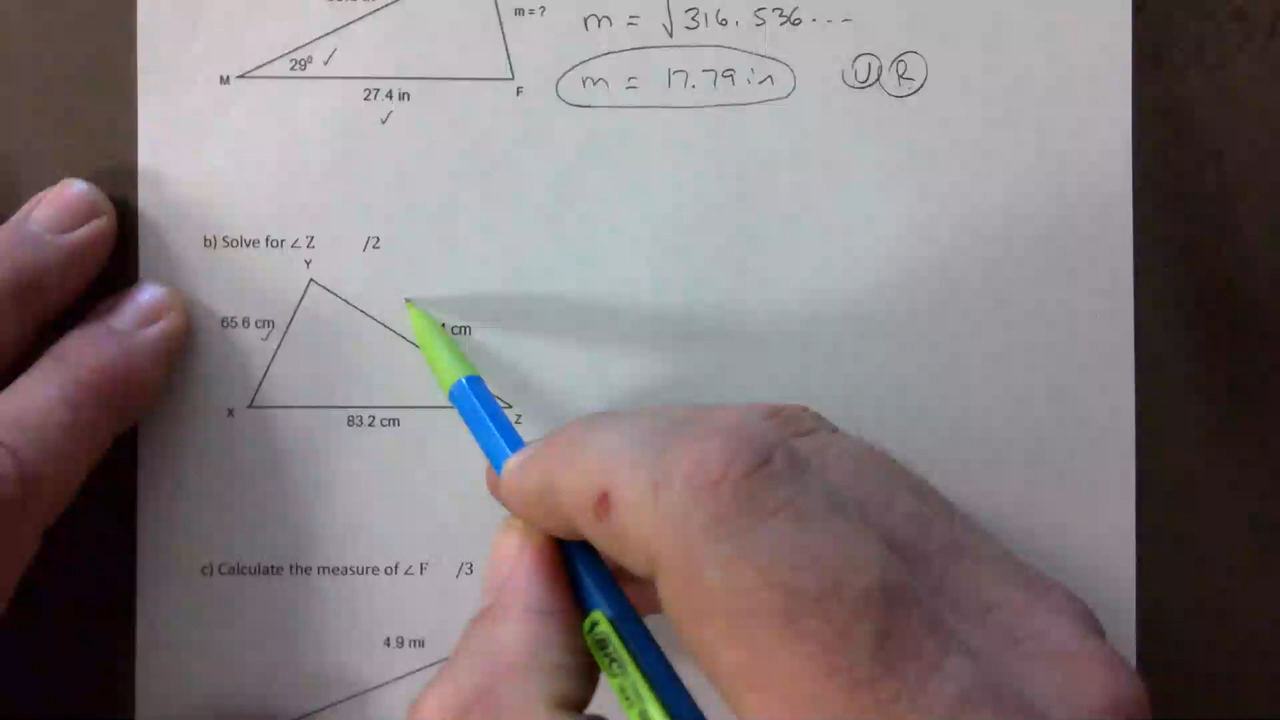 m = ?
m = √316.536...
29° ✓
M
27.4 in
F
✓
m = 17.79 in
U R
b) Solve for ∠ Z /2
Y
65.6 cm
cm
X
83.2 cm
Z
c) Calculate the measure of ∠ F /3
4.9 mi
BIC